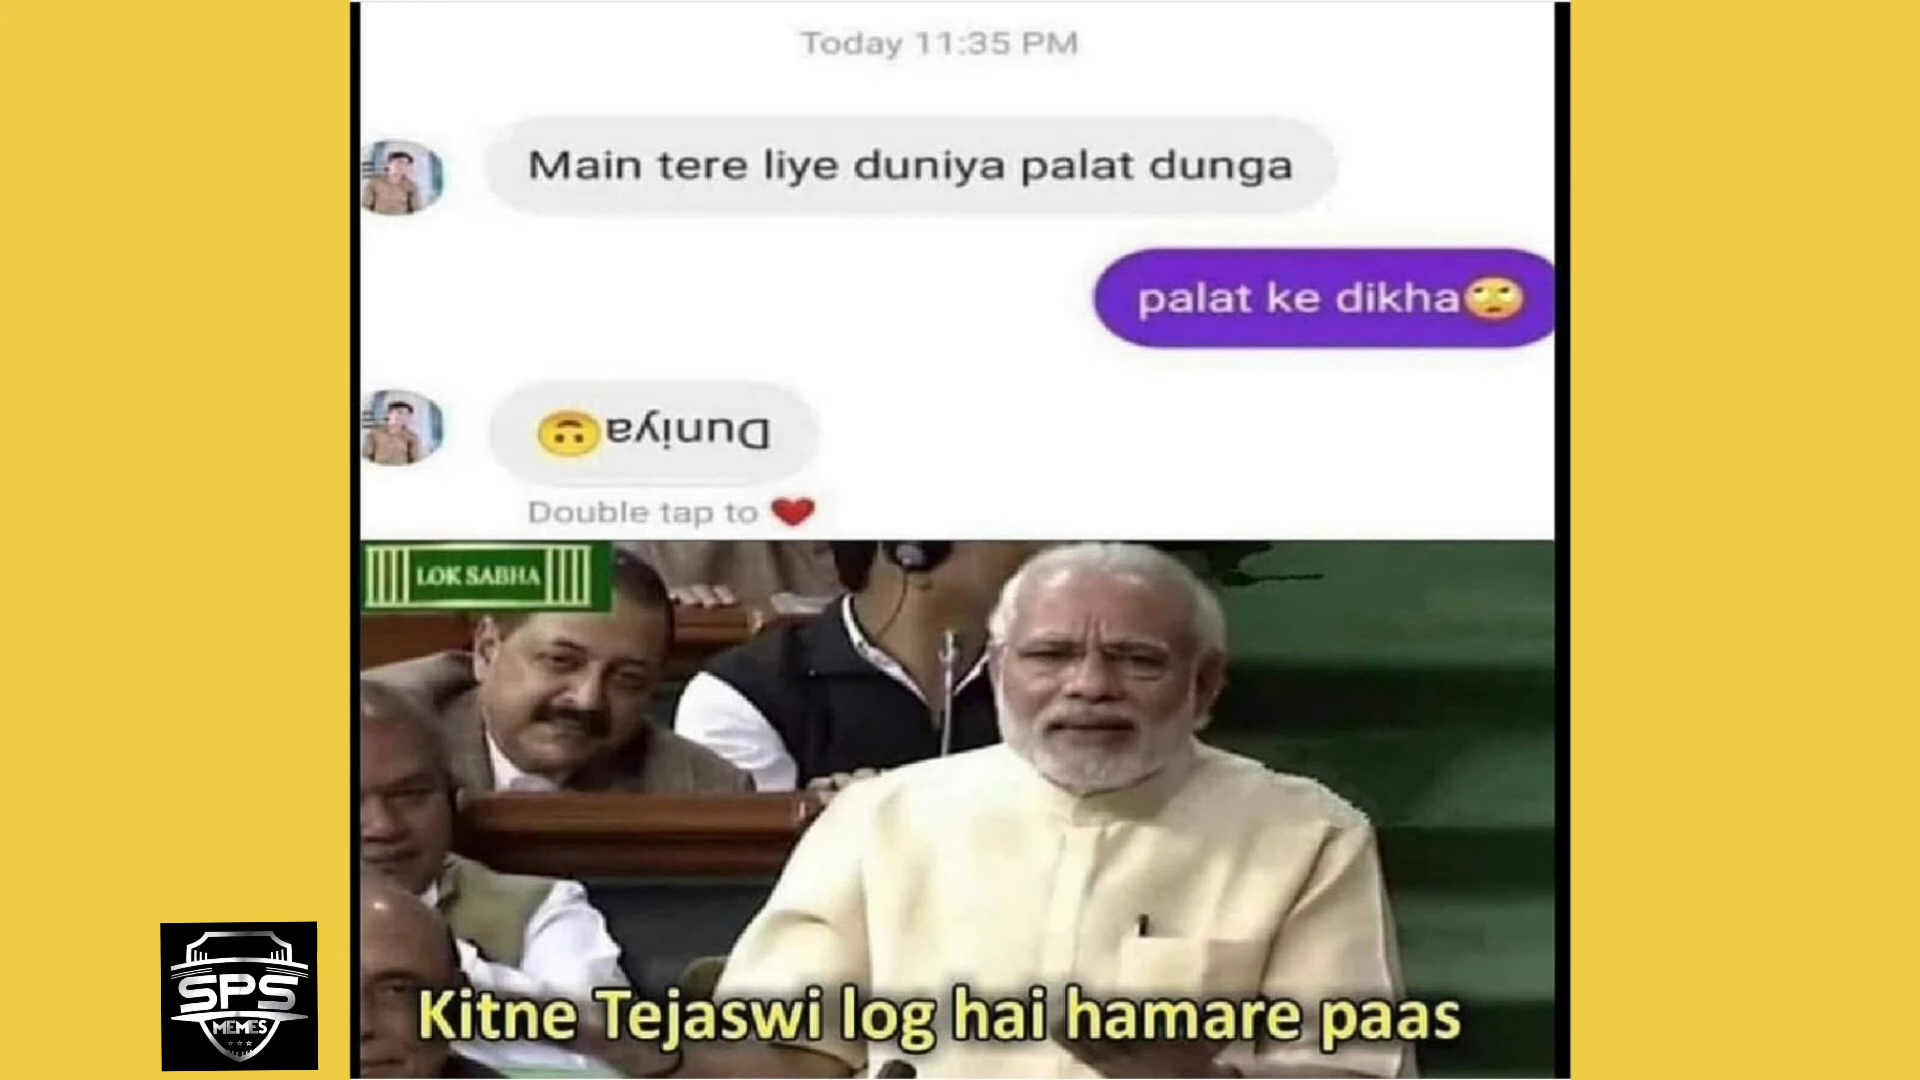 Today 11:35 PM
Main tere liye duniya palat dunga
palat ke dikha🙄
Duniya🙃
Double tap to ❤️
LOK SABHA
Kitne Tejaswi log hai hamare paas
SPS
MEMES